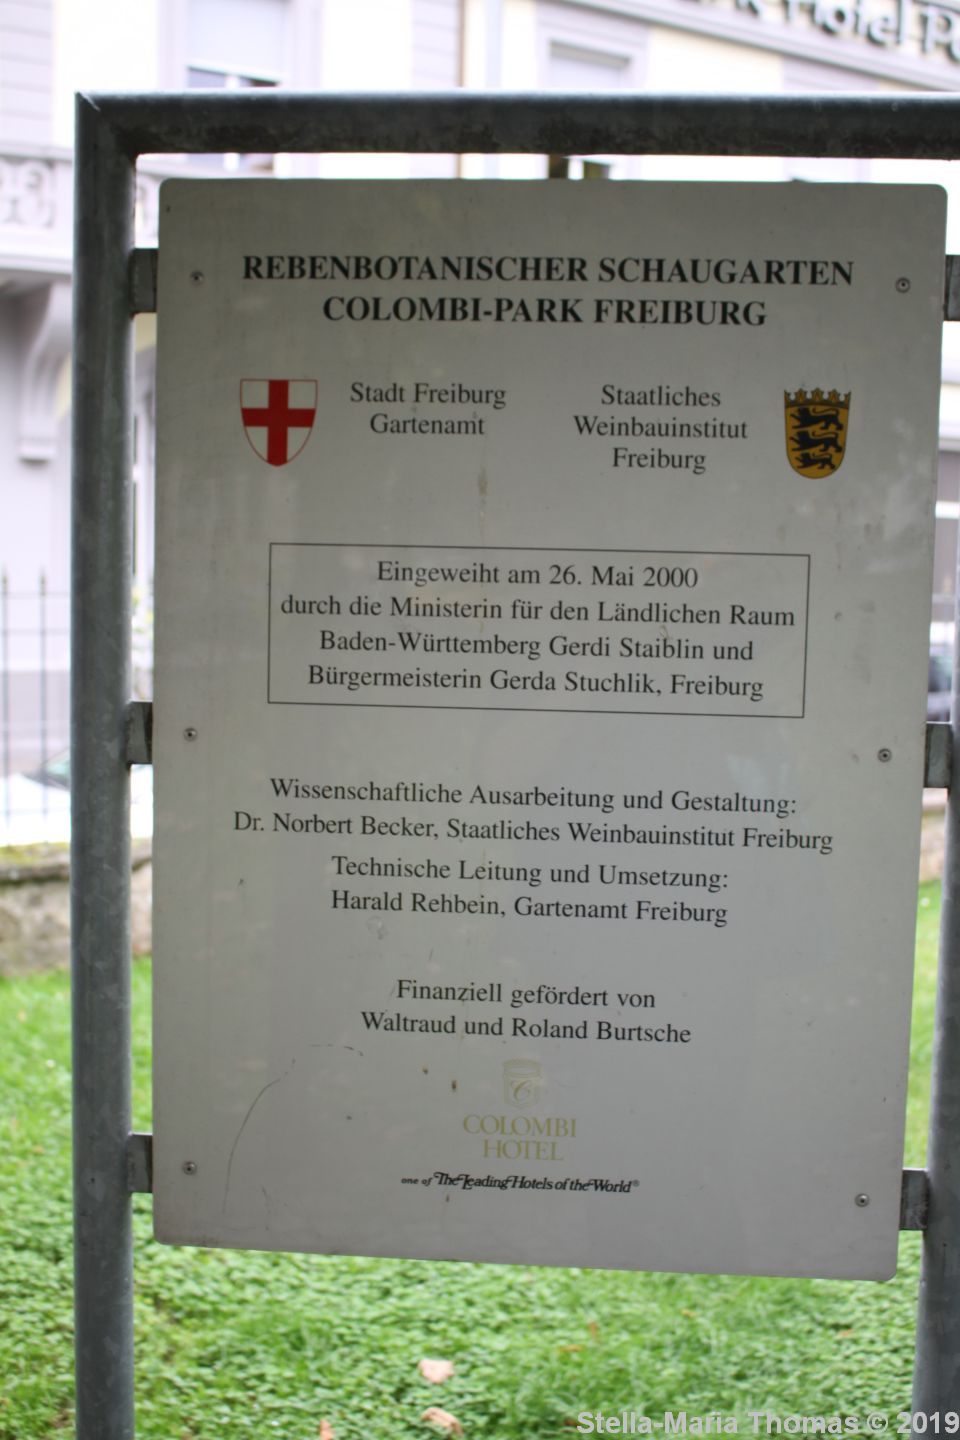 Hotel
REBENBOTANISCHER SCHAUGARTEN
COLOMBI-PARK FREIBURG
Stadt Freiburg
Gartenamt
Staatliches
Weinbauinstitut
Freiburg
Eingeweiht am 26. Mai 2000
durch die Ministerin für den Ländlichen Raum
Baden-Württemberg Gerdi Staiblin und
Bürgermeisterin Gerda Stuchlik, Freiburg
Wissenschaftliche Ausarbeitung und Gestaltung:
Dr. Norbert Becker, Staatliches Weinbauinstitut Freiburg
Technische Leitung und Umsetzung:
Harald Rehbein, Gartenamt Freiburg
Finanziell gefördert von
Waltraud und Roland Burtsche
C
COLOMBI
HOTEL
one of The Leading Hotels of the World®
Stella-Maria Thomas © 2019